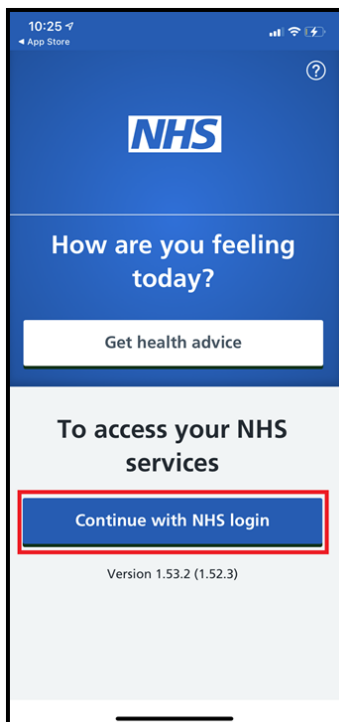 10:25
◀ App Store
?
NHS
How are you feeling
today?
Get health advice
To access your NHS
services
Continue with NHS login
Version 1.53.2 (1.52.3)